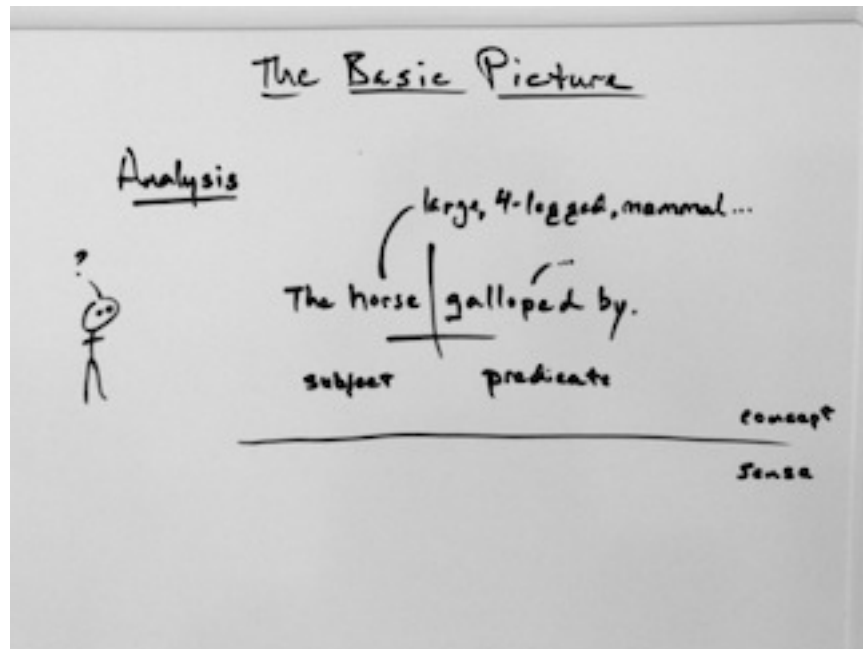 The Basic Picture
Analysis
large, 4-legged, mammal...
?
The horse | galloped by.
subject predicate
concept
sense